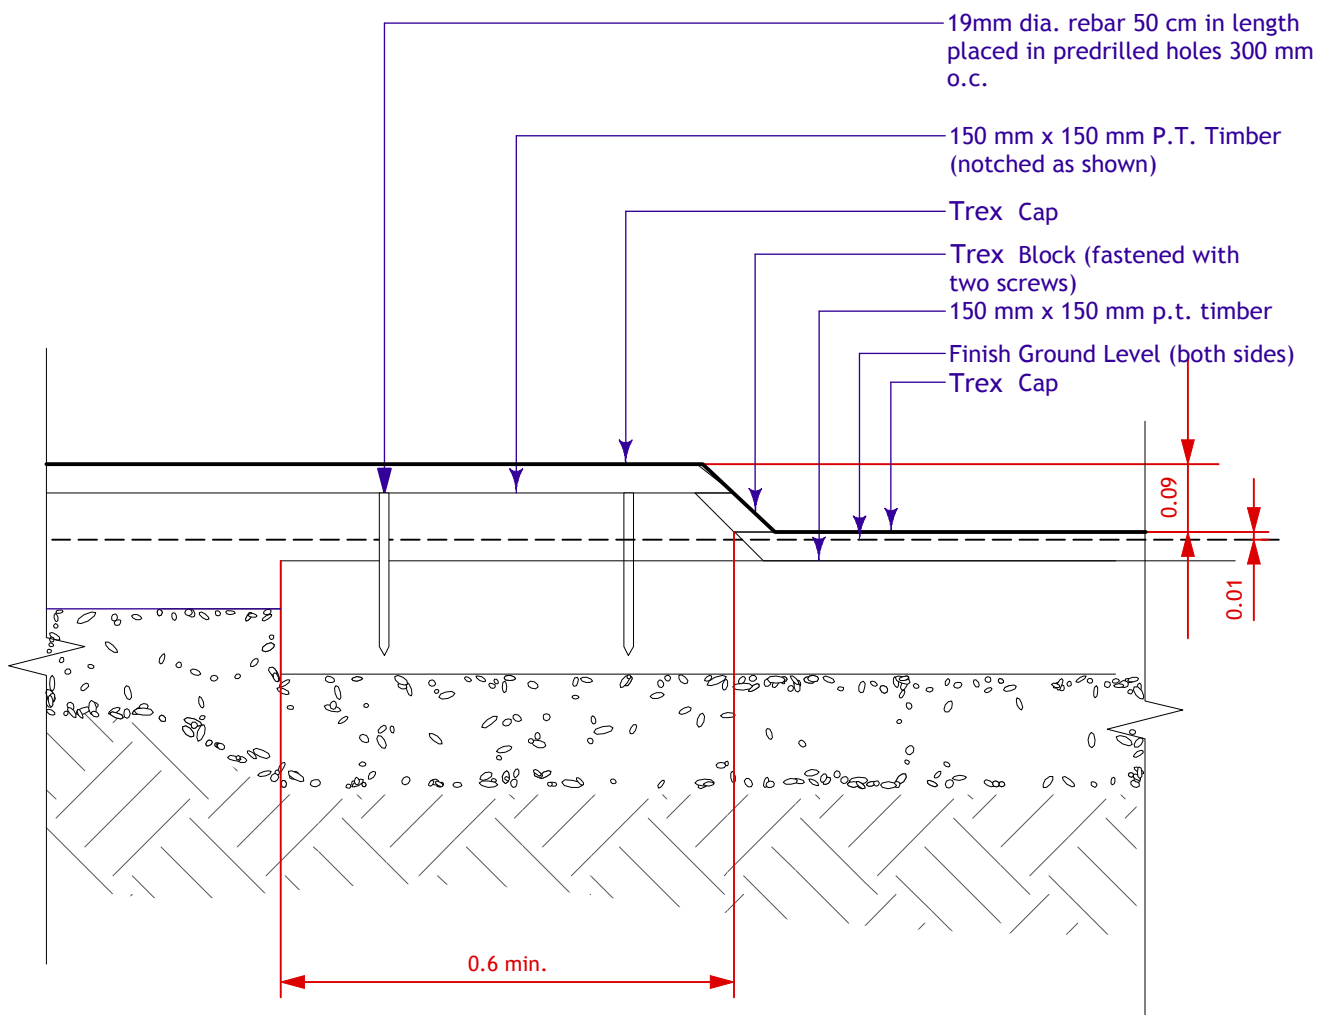 19mm dia. rebar 50 cm in length
placed in predrilled holes 300 mm
o.c.
150 mm x 150 mm P.T. Timber
(notched as shown)
Trex Cap
Trex Block (fastened with
two screws)
150 mm x 150 mm p.t. timber
Finish Ground Level (both sides)
Trex Cap
0.09
0.01
0.6 min.